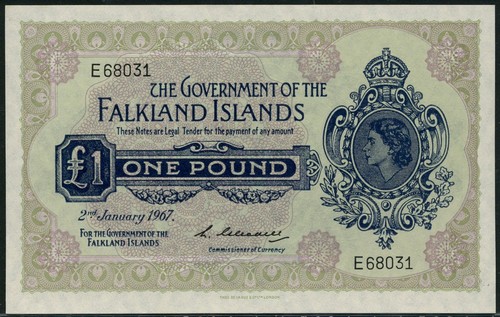 E68031
THE GOVERNMENT OF THE
FALKLAND ISLANDS
These Notes are Legal Tender for the payment of any amount
£1 ONE POUND
2nd January 1967.
FOR THE GOVERNMENT OF THE
FALKLAND ISLANDS
Commissioner of Currency
E68031